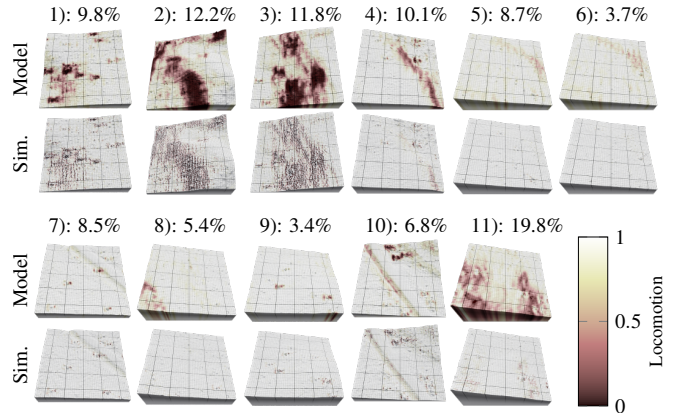 1): 9.8% 2): 12.2% 3): 11.8% 4): 10.1% 5): 8.7% 6): 3.7%
Model
Sim.
7): 8.5% 8): 5.4% 9): 3.4% 10): 6.8% 11): 19.8%
Model
Sim.
1
0.5
0
Locomotion